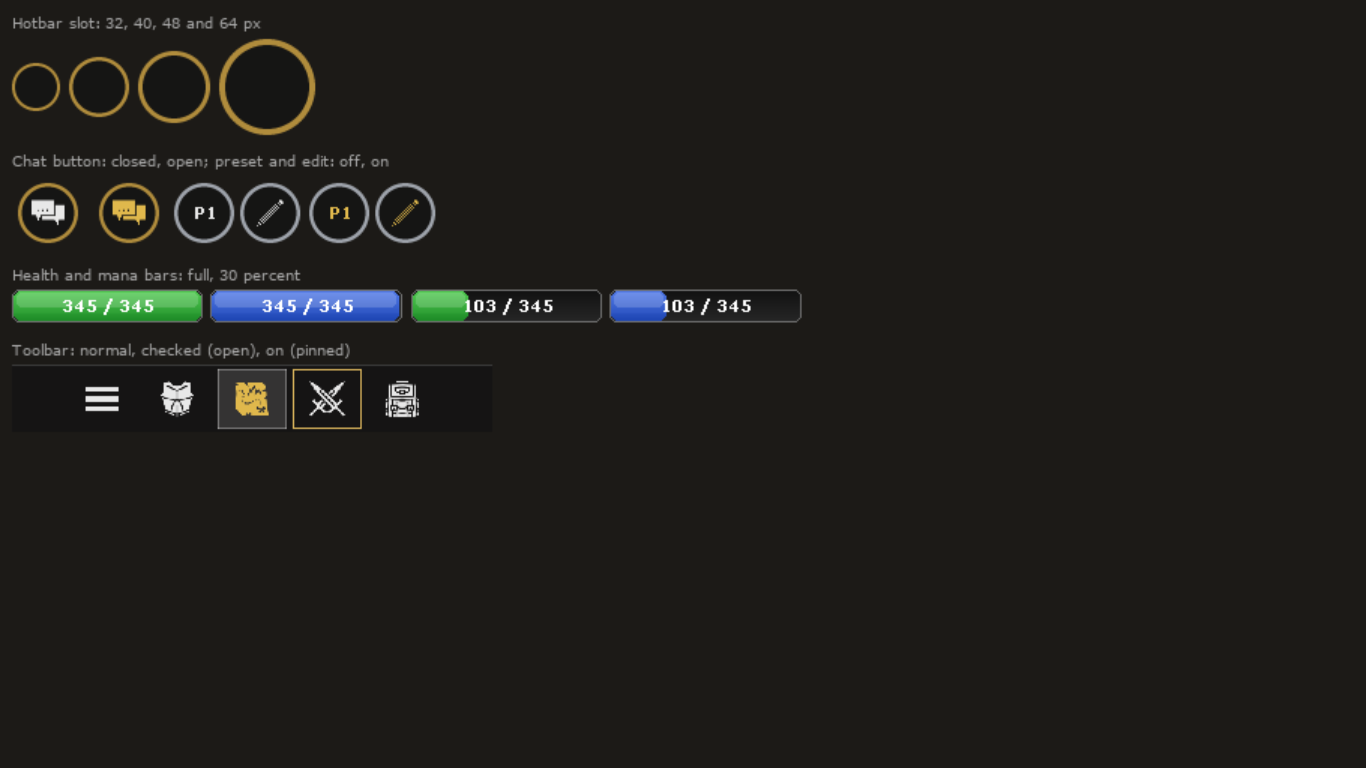 Hotbar slot: 32, 40, 48 and 64 px
Chat button: closed, open; preset and edit: off, on
P1 P1
Health and mana bars: full, 30 percent
345 / 345 345 / 345 103 / 345 103 / 345
Toolbar: normal, checked (open), on (pinned)